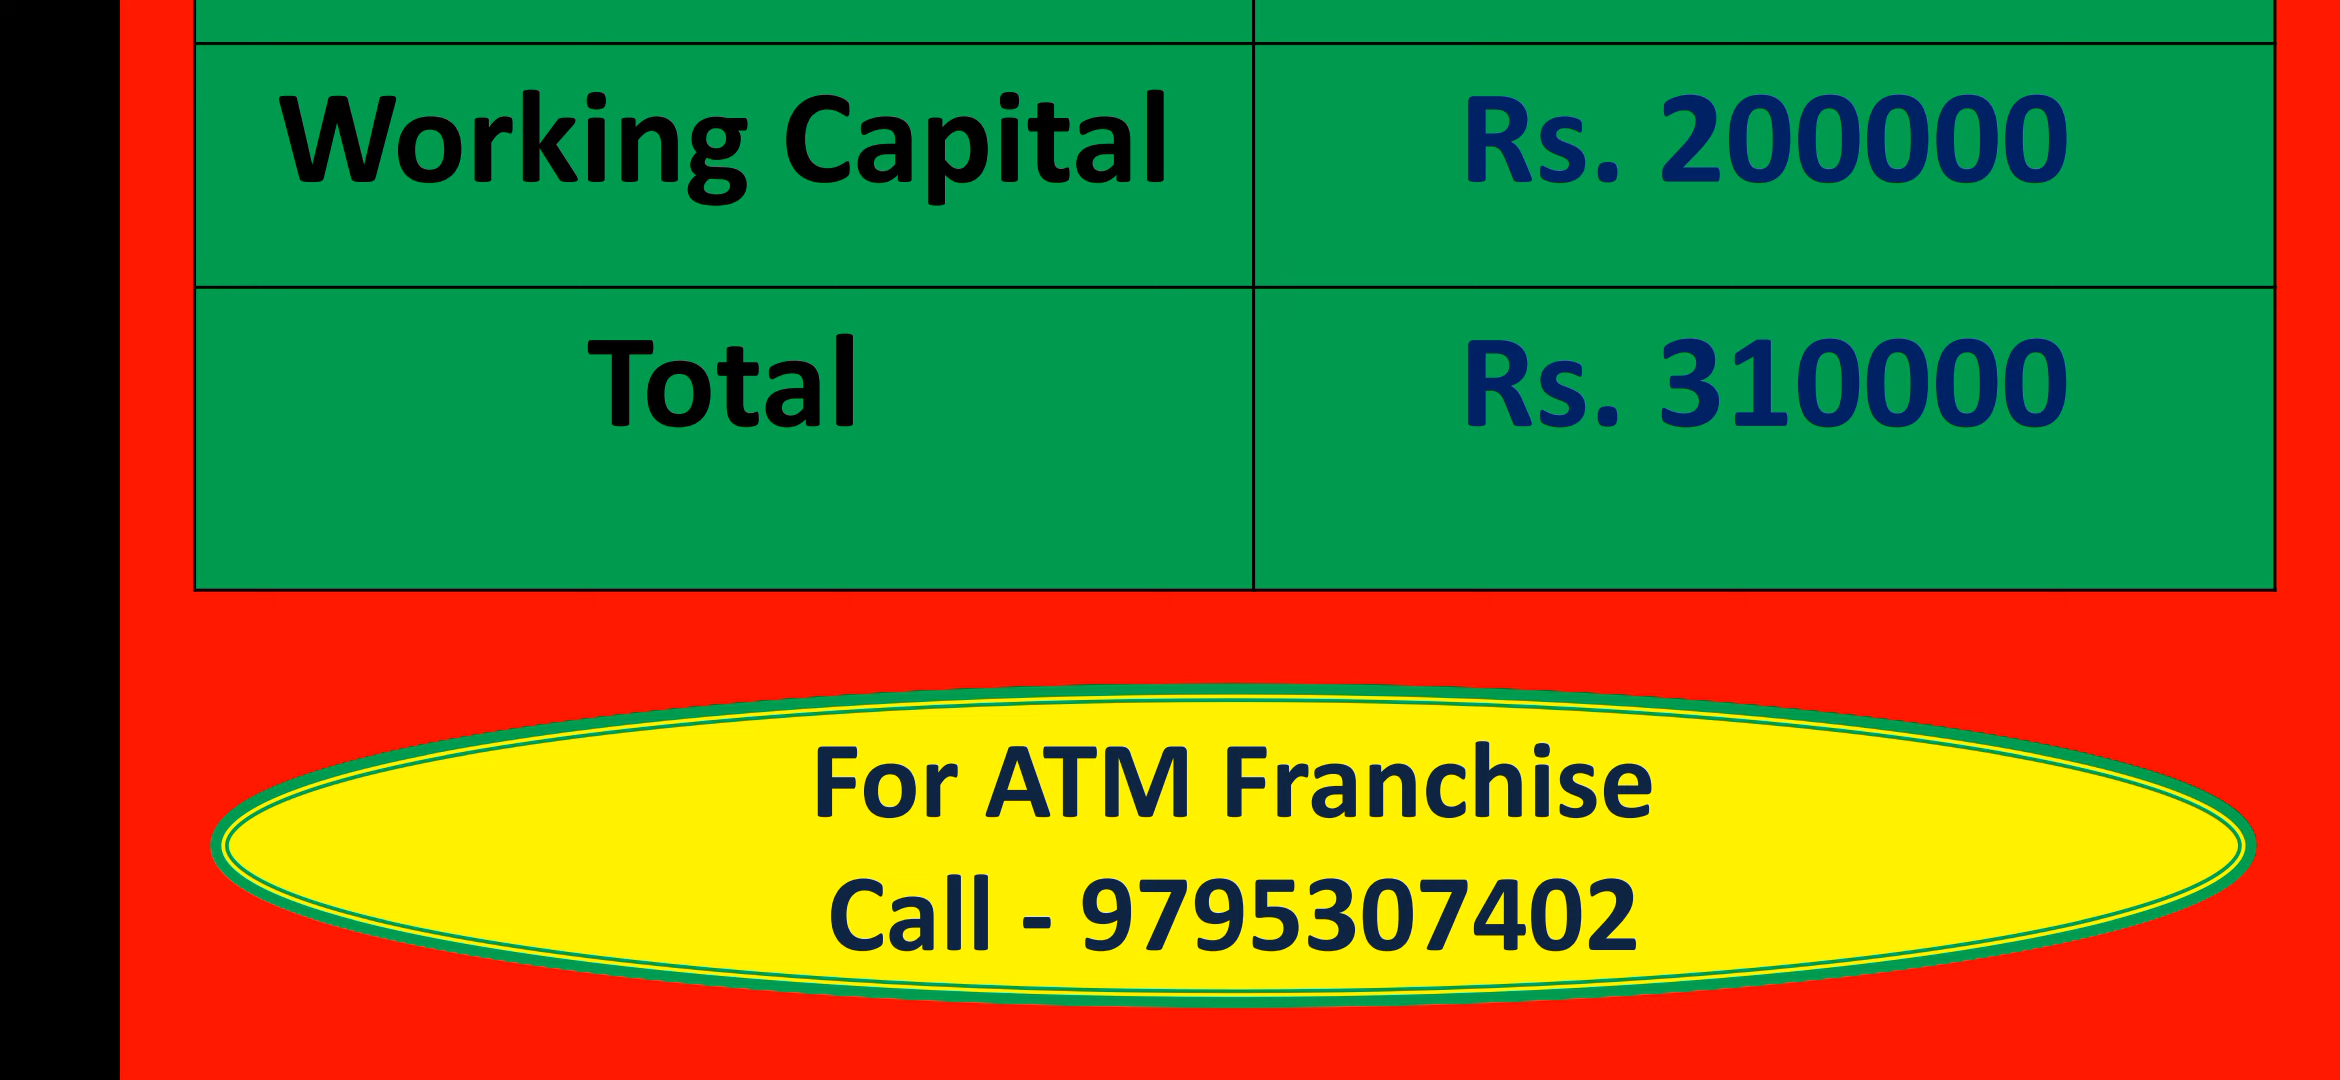 Working Capital Rs. 200000
Total Rs. 310000
For ATM Franchise
Call - 9795307402